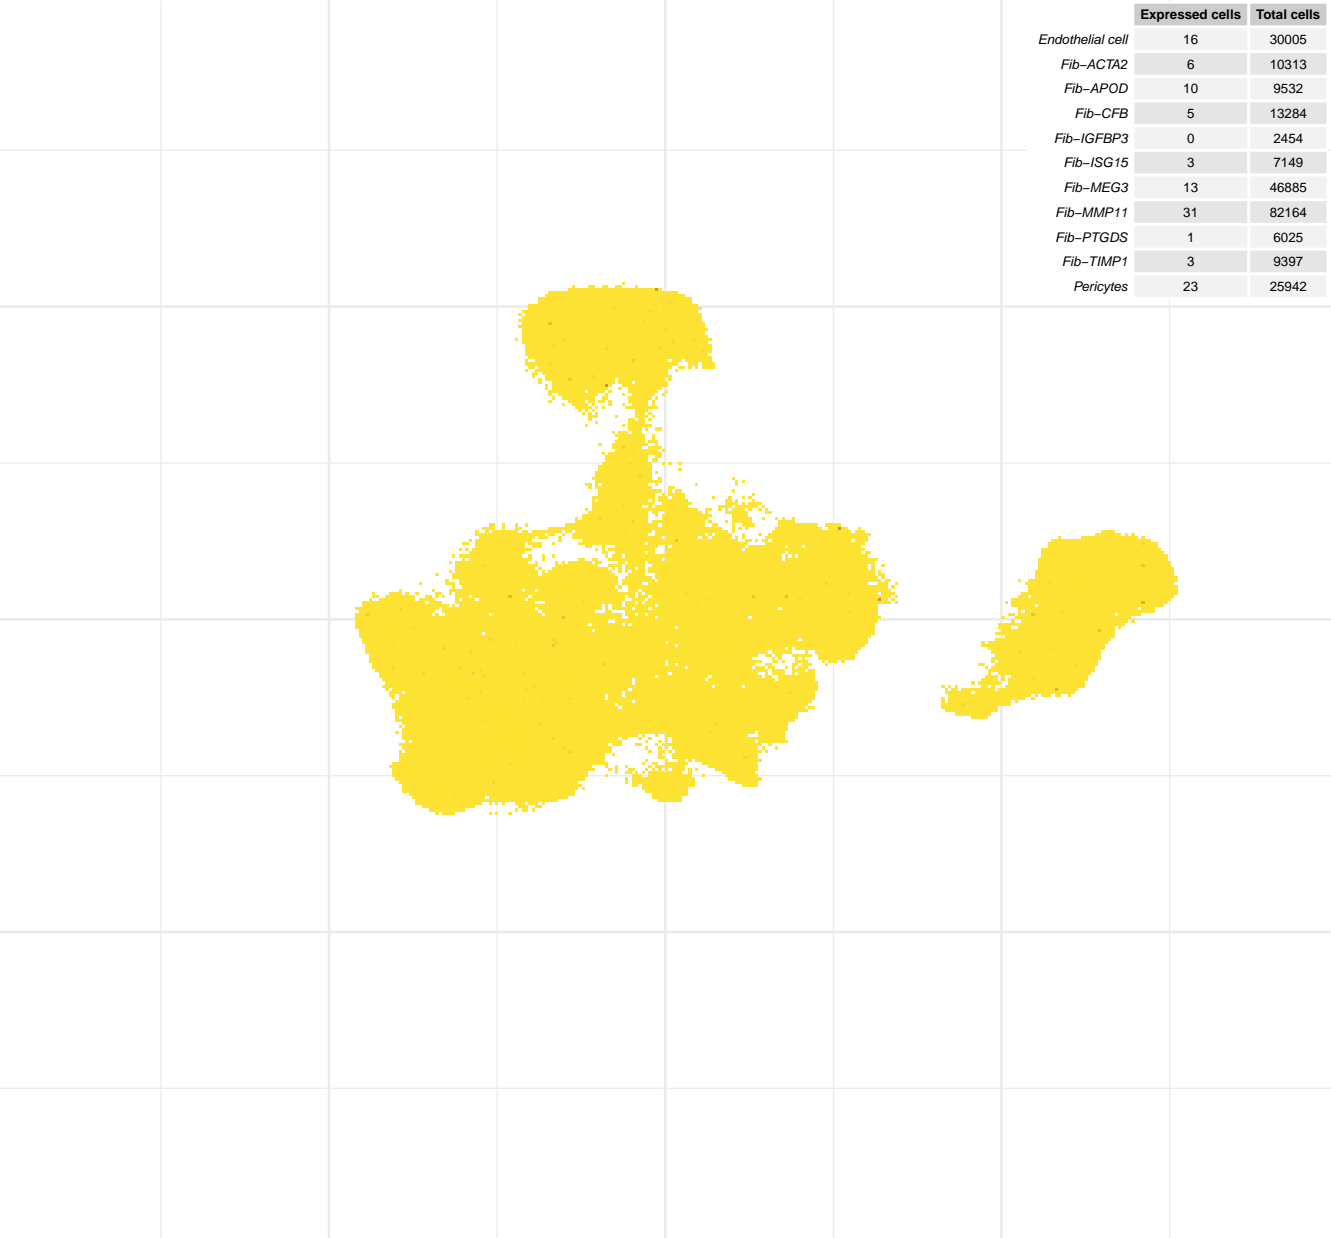 Expressed cells Total cells
Endothelial cell 16 30005
Fib−ACTA2 6 10313
Fib−APOD 10 9532
Fib−CFB 5 13284
Fib−IGFBP3 0 2454
Fib−ISG15 3 7149
Fib−MEG3 13 46885
Fib−MMP11 31 82164
Fib−PTGDS 1 6025
Fib−TIMP1 3 9397
Pericytes 23 25942